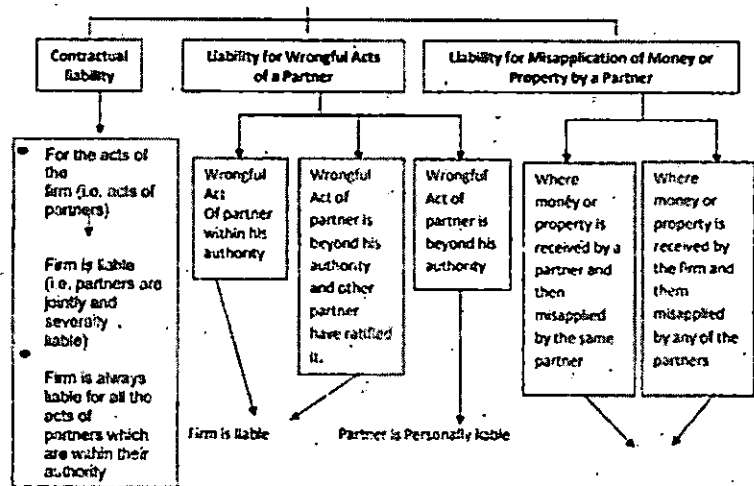 Contractual
liability
Liability for Wrongful Acts
of a Partner
Liability for Misapplication of Money or
Property by a Partner
For the acts of
the
firm (i.e. acts of
partners)
Firm is liable
(i.e. partners are
jointly and
severally
liable)
Firm is always
liable for all the
acts of
partners which
are within their
authority
Wrongful
Act
Of partner
within his
authority
Wrongful
Act of
partner is
beyond his
authority
and other
partner
have ratified
it.
Wrongful
Act of
partner is
beyond his
authority
Where
money or
property is
received by a
partner and
then
misapplied
by the same
partner
Where
money or
property is
received by
the firm and
them
misapplied
by any of the
partners
Firm is liable
Partner is Personally liable